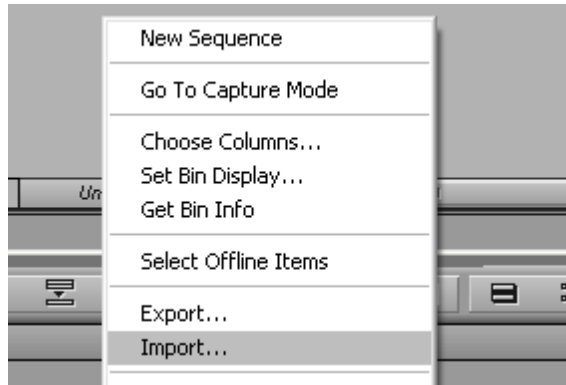 New Sequence
Go To Capture Mode
Choose Columns...
Set Bin Display...
Un
Get Bin Info
Select Offline Items
Export...
Import...